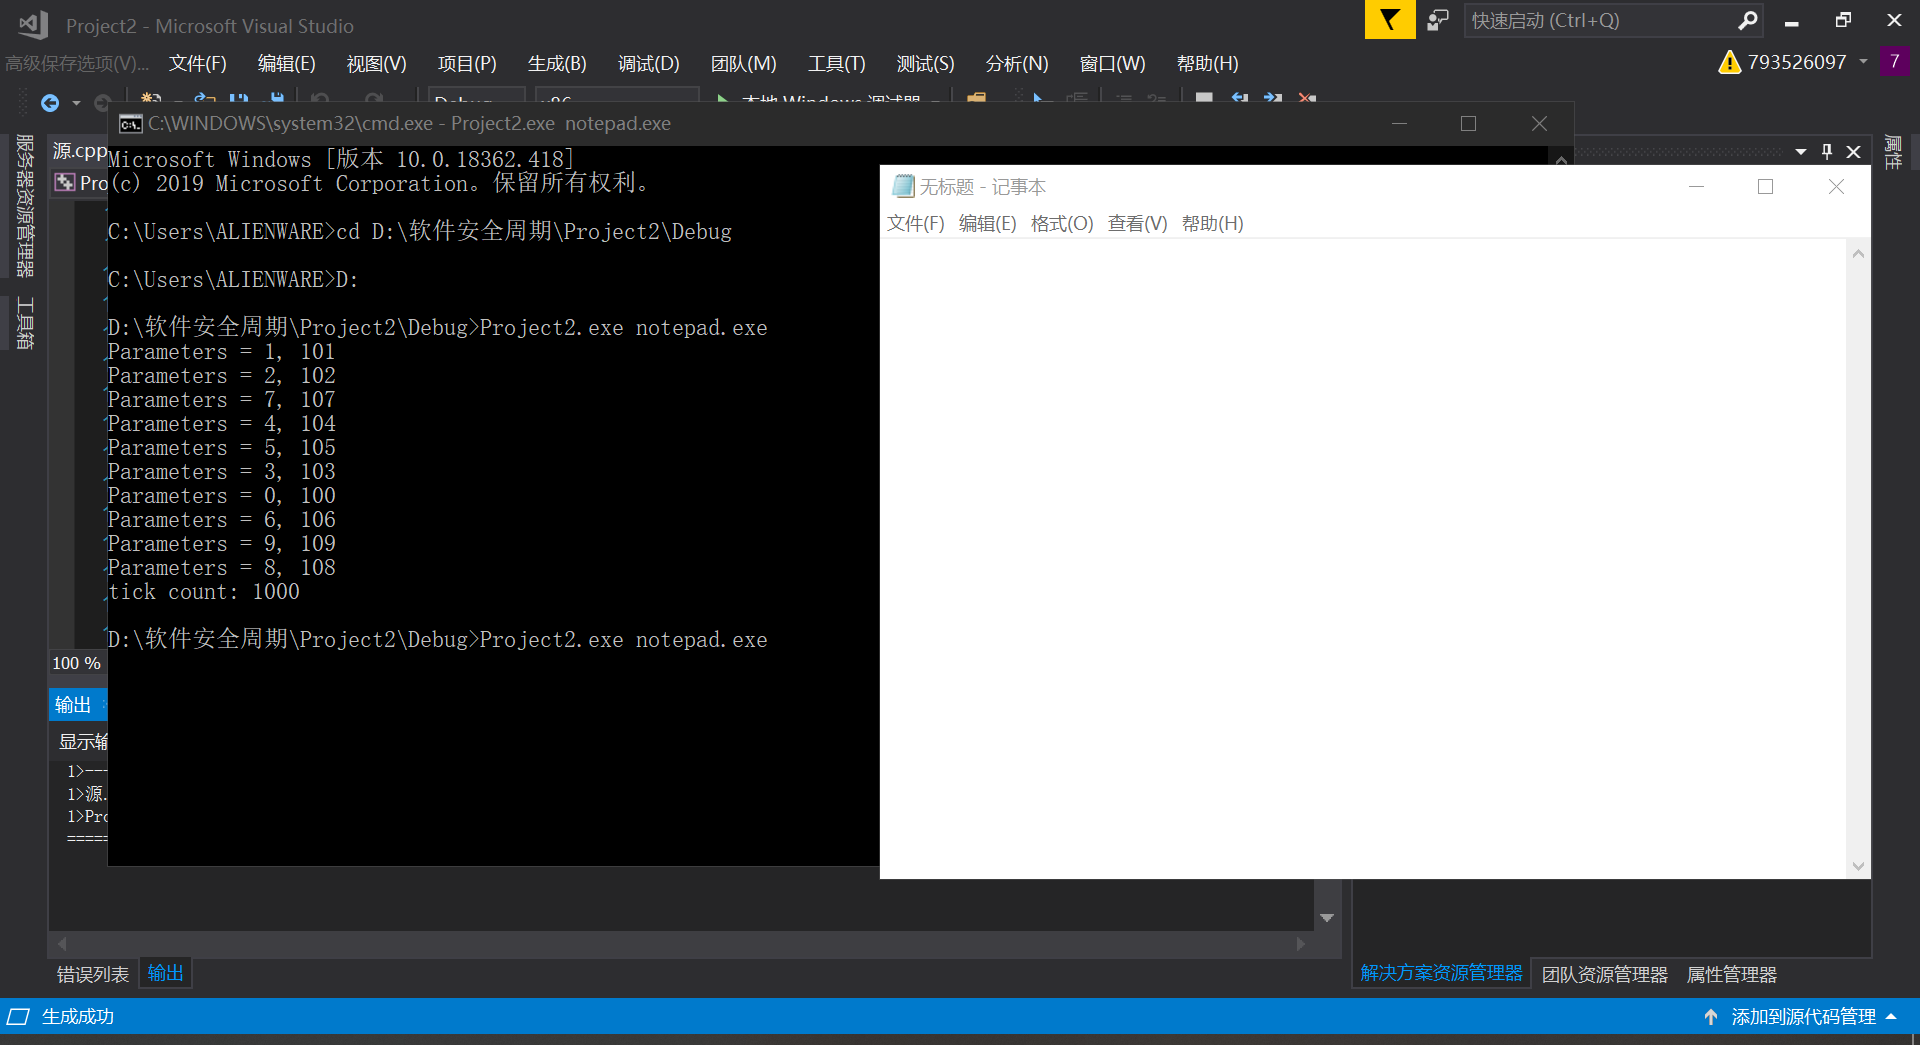 Project2 - Microsoft Visual Studio
快速启动 (Ctrl+Q)
高级保存选项(V)... 文件(F) 编辑(E) 视图(V) 项目(P) 生成(B) 调试(D) 团队(M) 工具(T) 测试(S) 分析(N) 窗口(W) 帮助(H)
793526097
7
Debug x86 本地 Windows 调试器
服务器资源管理器
工具箱
属性
源.cpp
Pro
C:\WINDOWS\system32\cmd.exe - Project2.exe  notepad.exe
Microsoft Windows [版本 10.0.18362.418]
(c) 2019 Microsoft Corporation。保留所有权利。
C:\Users\ALIENWARE>cd D:\软件安全周期\Project2\Debug
C:\Users\ALIENWARE>D:
D:\软件安全周期\Project2\Debug>Project2.exe notepad.exe
Parameters = 1, 101
Parameters = 2, 102
Parameters = 7, 107
Parameters = 4, 104
Parameters = 5, 105
Parameters = 3, 103
Parameters = 0, 100
Parameters = 6, 106
Parameters = 9, 109
Parameters = 8, 108
tick count: 1000
D:\软件安全周期\Project2\Debug>Project2.exe notepad.exe
无标题 - 记事本
文件(F) 编辑(E) 格式(O) 查看(V) 帮助(H)
100 %
输出
显示输
1>---
1>源.
1>Pro
=====
错误列表 输出
解决方案资源管理器 团队资源管理器 属性管理器
生成成功
添加到源代码管理